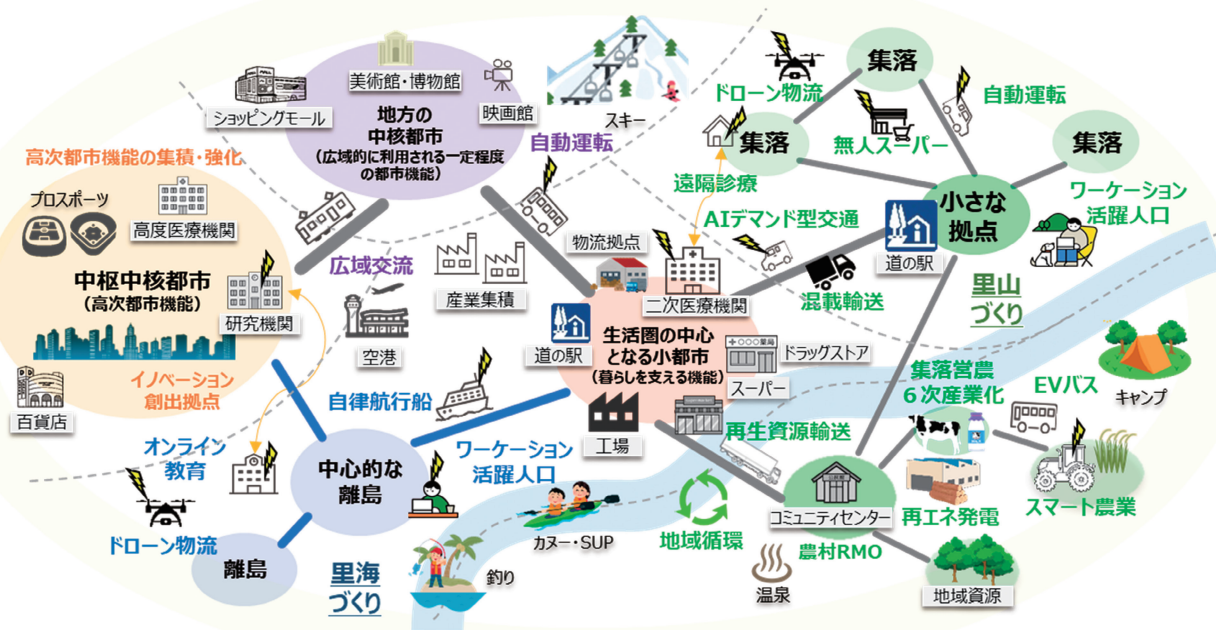 美術館・博物館
ショッピングモール
地方の
中核都市
(広域的に利用される一定程度
の都市機能)
映画館
スキー
自動運転
高次都市機能の集積・強化
プロスポーツ
高度医療機関
中枢中核都市
(高次都市機能)
研究機関
百貨店
イノベーション
創出拠点
広域交流
産業集積
空港
ドローン物流
集落
自動運転
集落
無人スーパー
集落
遠隔診療
小さな
拠点
ワーケーション
活躍人口
AIデマンド型交通
道の駅
混載輸送
里山
づくり
物流拠点
二次医療機関
道の駅
生活圏の中心
となる小都市
(暮らしを支える機能)
〇〇〇薬局
ドラッグストア
スーパー
工場
再生資源輸送
集落営農
6次産業化
EVバス
キャンプ
自律航行船
オンライン
教育
中心的な
離島
ワーケーション
活躍人口
ドローン物流
離島
里海
づくり
釣り
カヌー・SUP
地域循環
コミュニティセンター
農村RMO
温泉
再エネ発電
スマート農業
地域資源